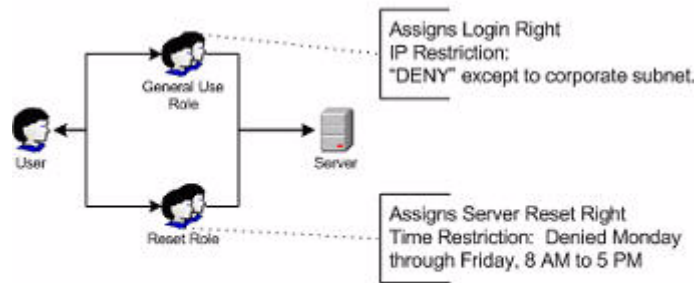 Assigns Login Right
IP Restriction:
"DENY" except to corporate subnet.
General Use
Role
User
Server
Reset Role
Assigns Server Reset Right
Time Restriction:  Denied Monday
through Friday, 8 AM to 5 PM